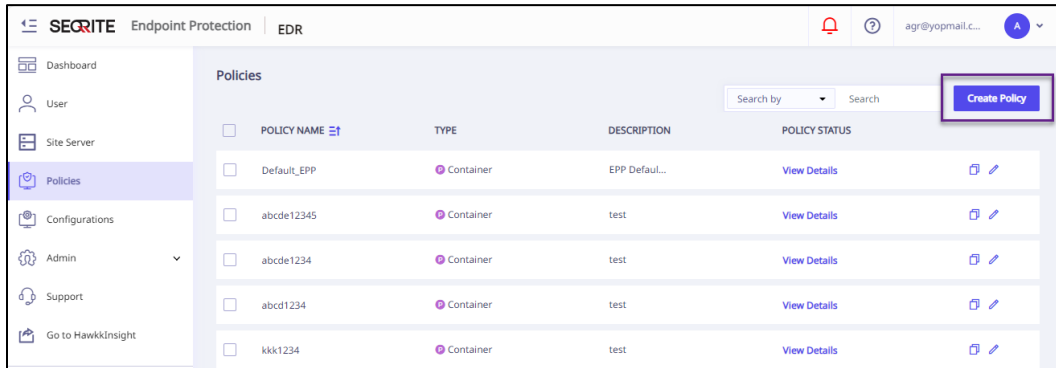 SEQRITE Endpoint Protection EDR agr@yopmail.c... A
Dashboard
User
Site Server
Policies
Configurations
Admin
Support
Go to HawkkInsight
Policies
Search by Search Create Policy
POLICY NAME TYPE DESCRIPTION POLICY STATUS
Default_EPP Container EPP Defaul... View Details
abcde12345 Container test View Details
abcde1234 Container test View Details
abcd1234 Container test View Details
kkk1234 Container test View Details